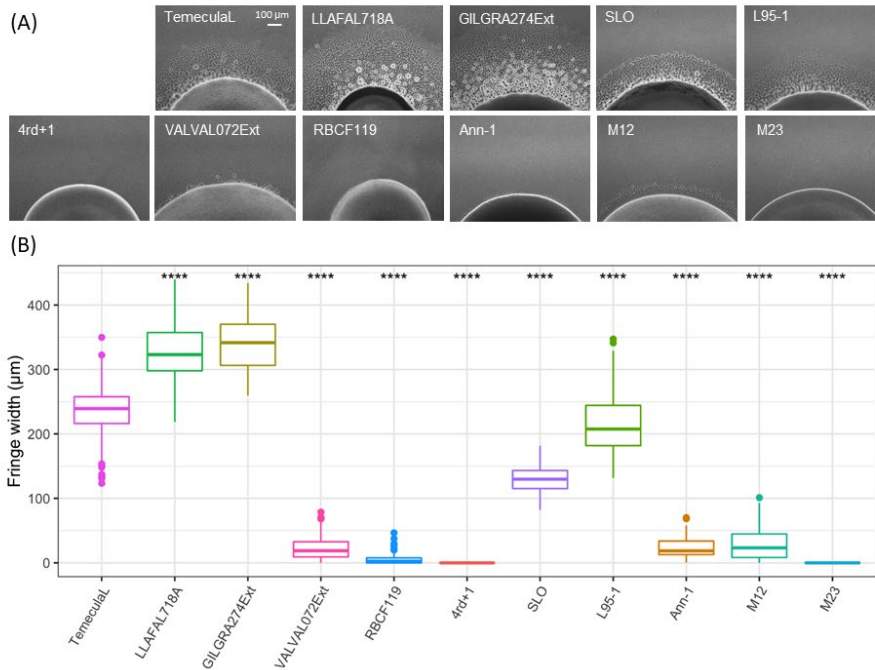 (A)
TemeculaL
100 µm
LLAFAL718A
GILGRA274Ext
SLO
L95-1
4rd+1
VALVAL072Ext
RBCF119
Ann-1
M12
M23
(B)
**** **** **** **** **** **** **** **** **** ****
Fringe width (µm)
400
300
200
100
0
TemeculaL
LLAFAL718A
GILGRA274Ext
VALVAL072Ext
RBCF119
4rd+1
SLO
L95-1
Ann-1
M12
M23